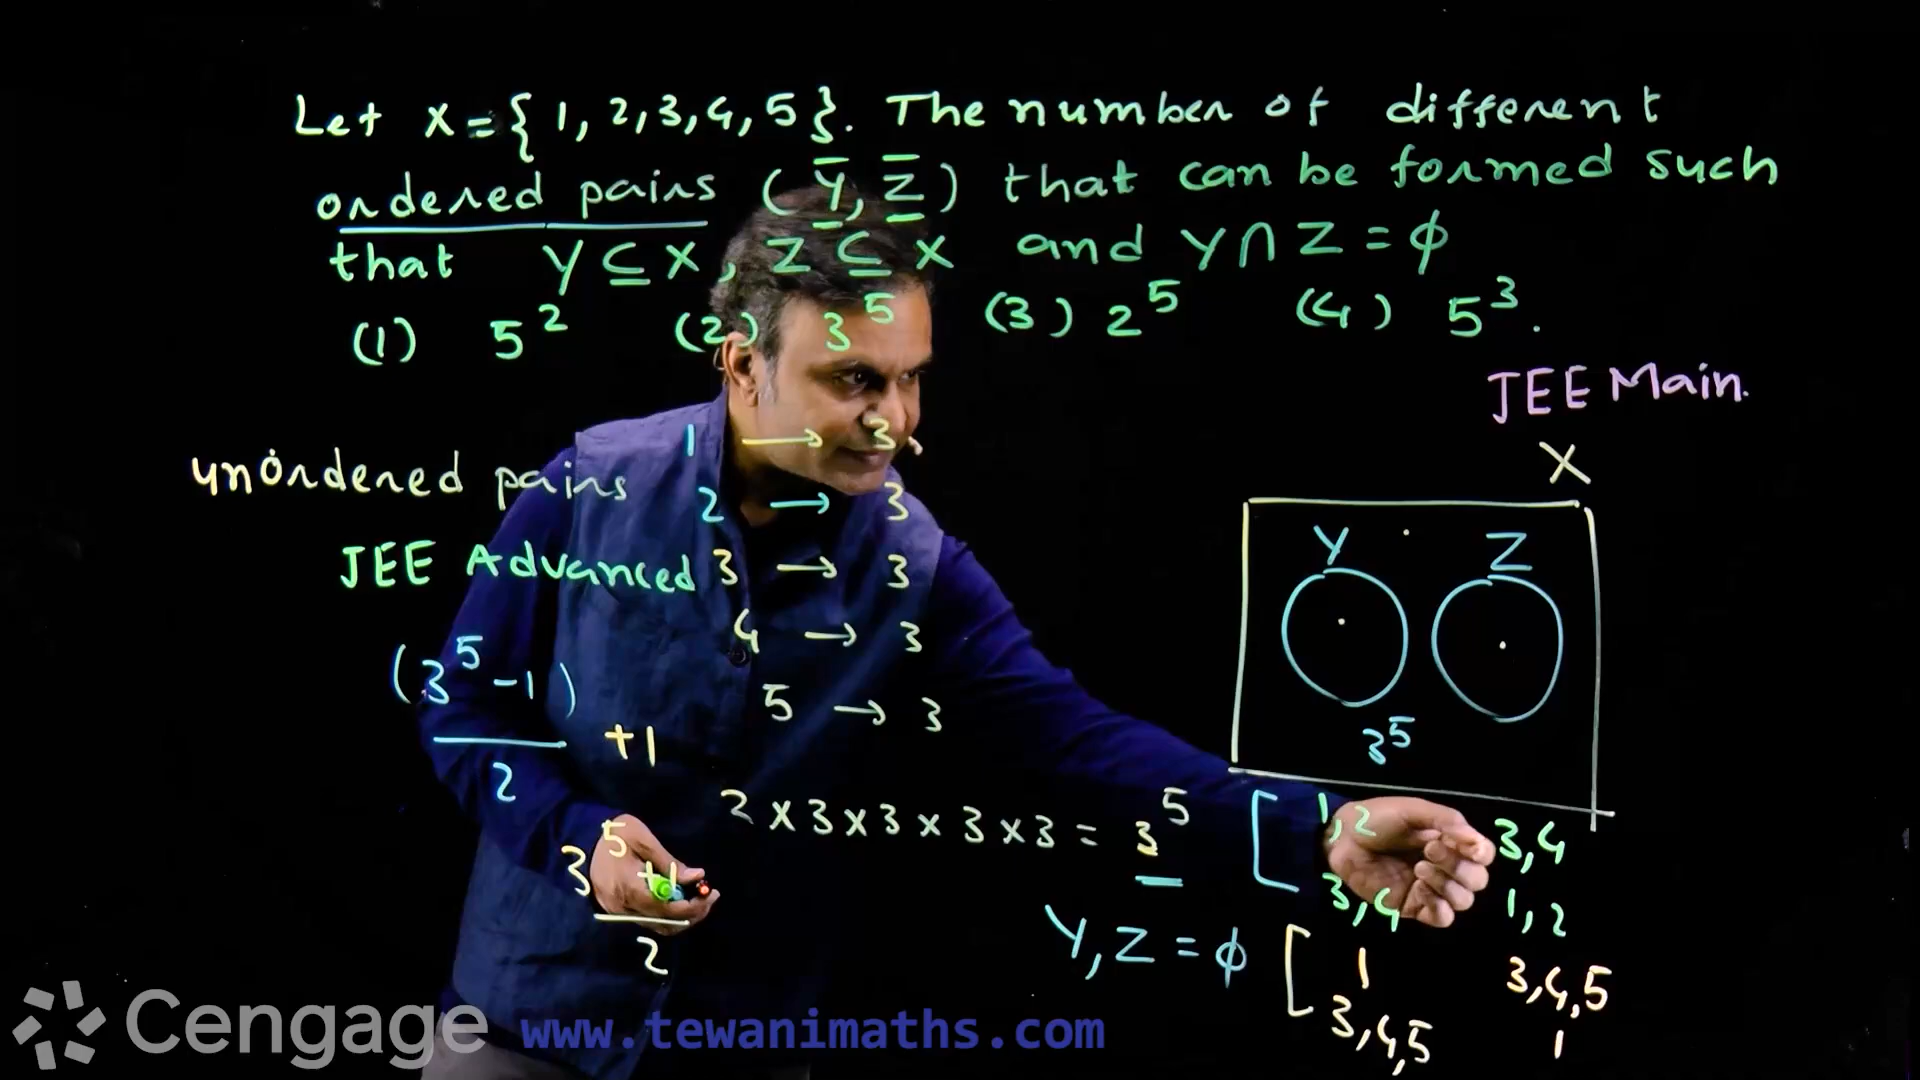 Let X = { 1, 2, 3, 4, 5 }. The number of different
ordered pairs (Y, Z) that can be formed such
that Y ⊆ X, Z ⊆ X and Y ∩ Z = ϕ
(1) 5² (2) 3⁵ (3) 2⁵ (4) 5³.
JEE Main.
X
unordered pairs
JEE Advanced
1 → 3
2 → 3
3 → 3
4 → 3
5 → 3
(3⁵ - 1)
2
+1
3⁵ +1
2
2 × 3 × 3 × 3 × 3 = 3⁵
Y Z
3⁵
1, 2 3, 4
3, 4 1, 2
Y, Z = ϕ
1 3, 4, 5
3, 4, 5 1
Cengage
www.tewanimaths.com